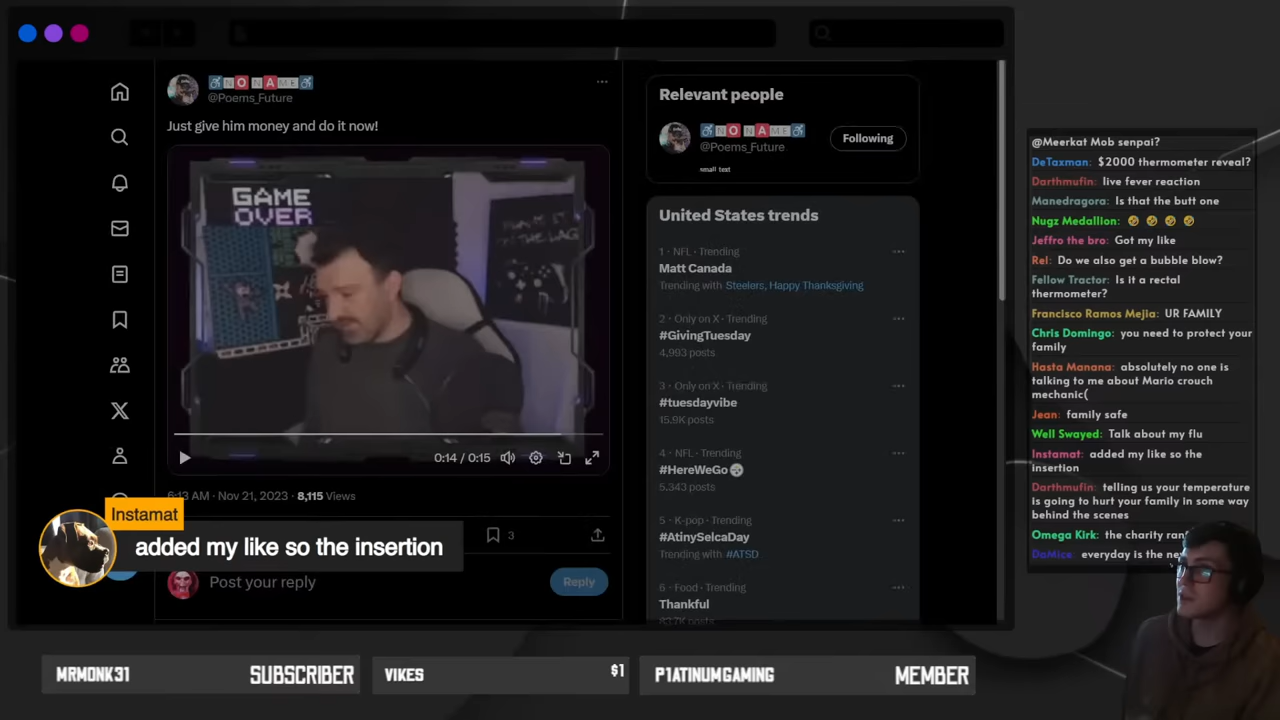 🅽🅾🅽🅰🅼🅴
@Poems_Future
Just give him money and do it now!
GAME
OVER
0:14 / 0:15
6:13 AM · Nov 21, 2023 · 8,115 Views
3
Post your reply
Reply
Relevant people
🅽🅾 🅽🅰🅼🅴
@Poems_Future
Following
small text
United States trends
1 · NFL · Trending
Matt Canada
Trending with Steelers, Happy Thanksgiving
2 · Only on X · Trending
#GivingTuesday
4,993 posts
3 · Only on X · Trending
#tuesdayvibe
15.9K posts
4 · NFL · Trending
#HereWeGo
5,343 posts
5 · K-pop · Trending
#AtinySelcaDay
Trending with #ATSD
6 · Food · Trending
Thankful
83.7K posts
@Meerkat Mob senpai?
DeTaxman: $2000 thermometer reveal?
Darthmufin: live fever reaction
Manedragora: Is that the butt one
Nugz Medallion: 🤣 🤣 🤣 🤣
Jeffro the bro: Got my like
Rel: Do we also get a bubble blow?
Fellow Tractor: Is it a rectal
thermometer?
Francisco Ramos Mejia: UR FAMILY
Chris Domingo: you need to protect your
family
Hasta Manana: absolutely no one is
talking to me about Mario crouch
mechanic(
Jean: family safe
Well Swayed: Talk about my flu
Instamat: added my like so the
insertion
Darthmufin: telling us your temperature
is going to hurt your family in some way
behind the scenes
Omega Kirk: the charity
DaMice: everyday is the
Instamat
added my like so the insertion
MRMONK31 SUBSCRIBER
VIKES $1
P1ATINUMGAMING MEMBER